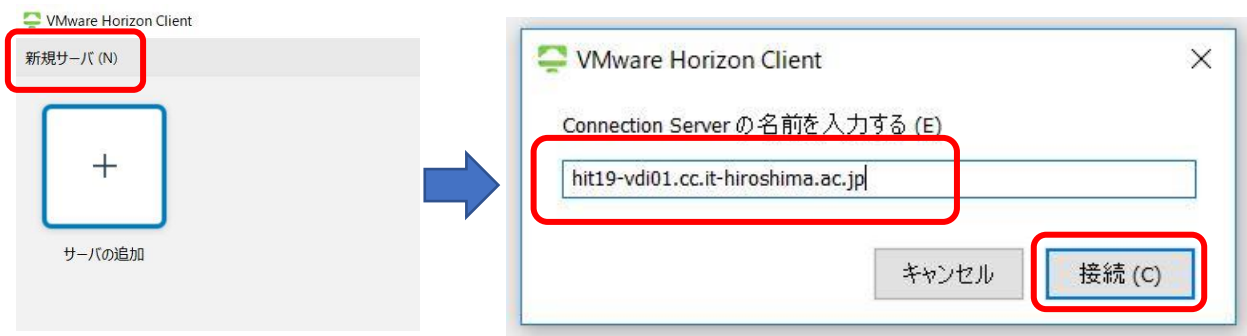 VMware Horizon Client
新規サーバ (N)
+
サーバの追加
VMware Horizon Client
Connection Server の名前を入力する (E)
hit19-vdi01.cc.it-hiroshima.ac.jp
キャンセル
接続 (C)